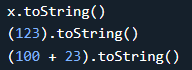 x.toString()
(123).toString()
(100 + 23).toString()